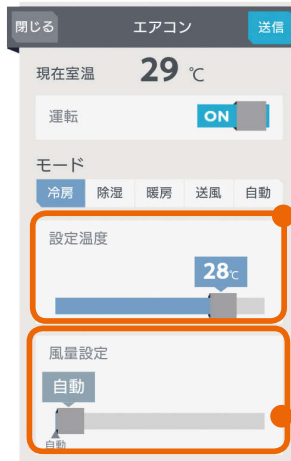 閉じる エアコン 送信
現在室温 29 ℃
運転 ON
モード
冷房 除湿 暖房 送風 自動
設定温度
28℃
風量設定
自動
自動